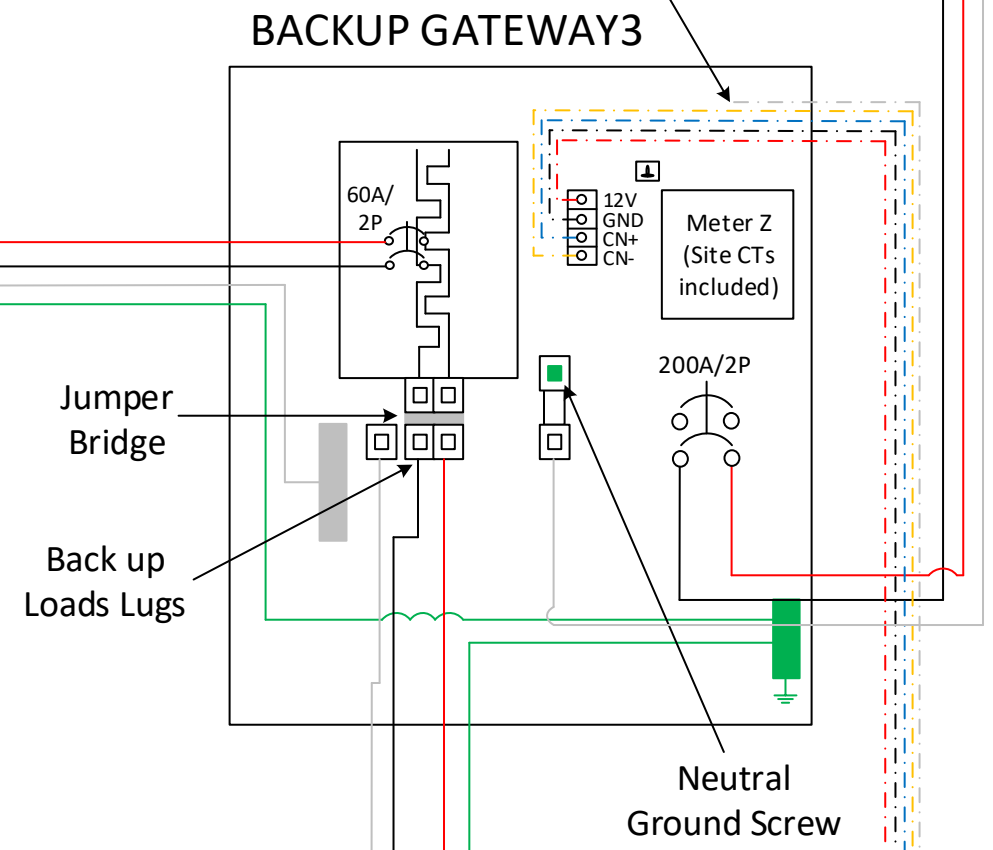 BACKUP GATEWAY3
60A/
2P
12V
GND
CN+
CN-
Meter Z
(Site CTs
included)
200A/2P
Jumper
Bridge
Back up
Loads Lugs
Neutral
Ground Screw